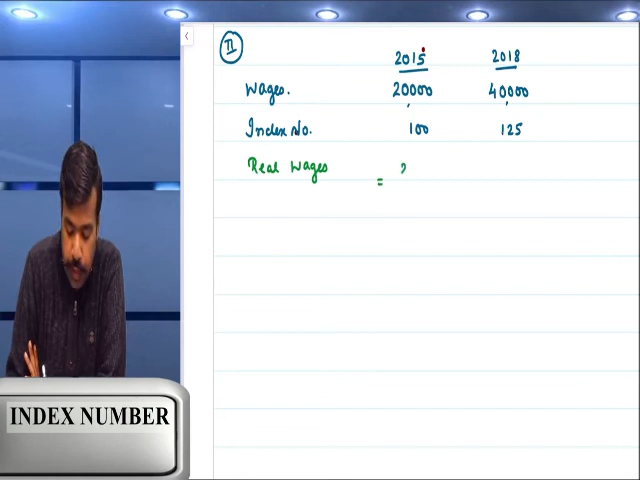 II
2015 2018
Wages. 20000 40000
Index No. 100 125
Real Wages
=
INDEX NUMBER